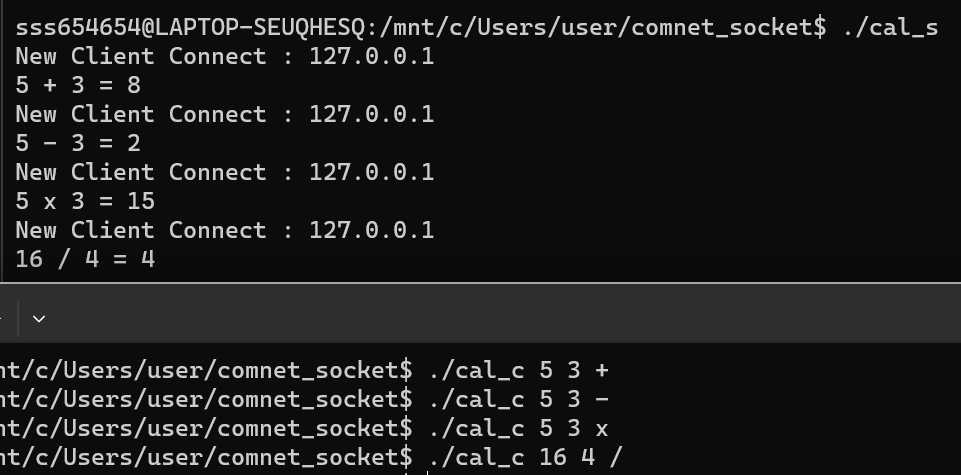 sss654654@LAPTOP-SEUQHESQ:/mnt/c/Users/user/comnet_socket$ ./cal_s
New Client Connect : 127.0.0.1
5 + 3 = 8
New Client Connect : 127.0.0.1
5 - 3 = 2
New Client Connect : 127.0.0.1
5 x 3 = 15
New Client Connect : 127.0.0.1
16 / 4 = 4
nt/c/Users/user/comnet_socket$ ./cal_c 5 3 +
nt/c/Users/user/comnet_socket$ ./cal_c 5 3 -
nt/c/Users/user/comnet_socket$ ./cal_c 5 3 x
nt/c/Users/user/comnet_socket$ ./cal_c 16 4 /